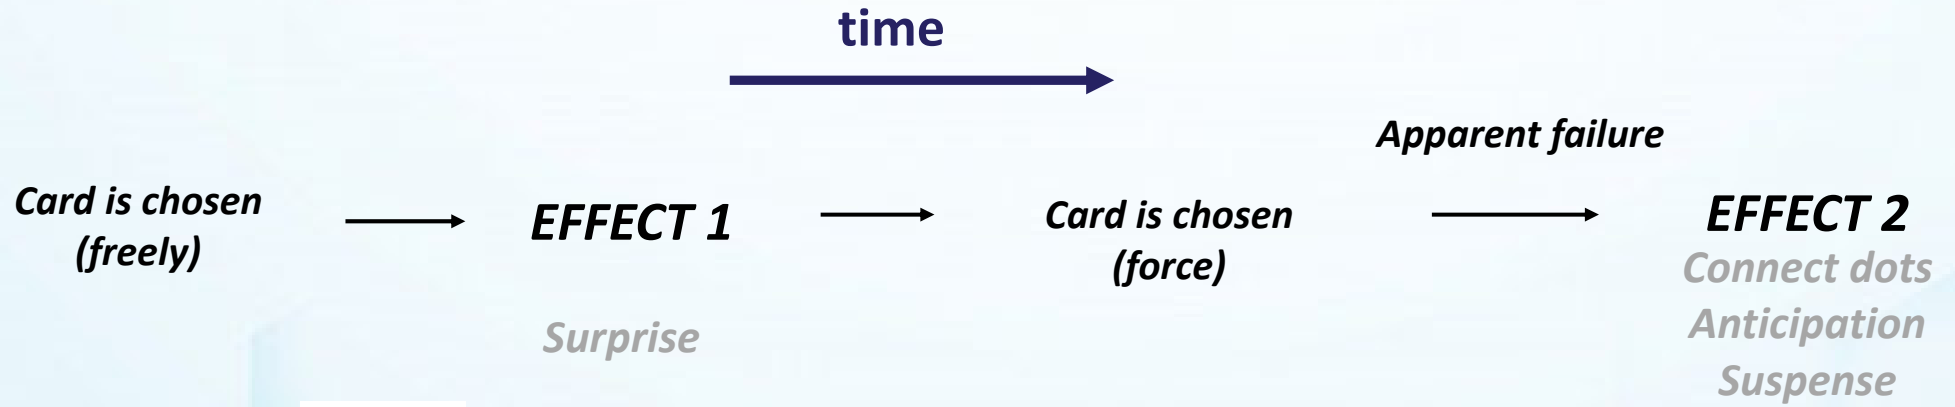 time
Apparent failure
Card is chosen
(freely)
EFFECT 1
Card is chosen
(force)
EFFECT 2
Surprise
Connect dots
Anticipation
Suspense